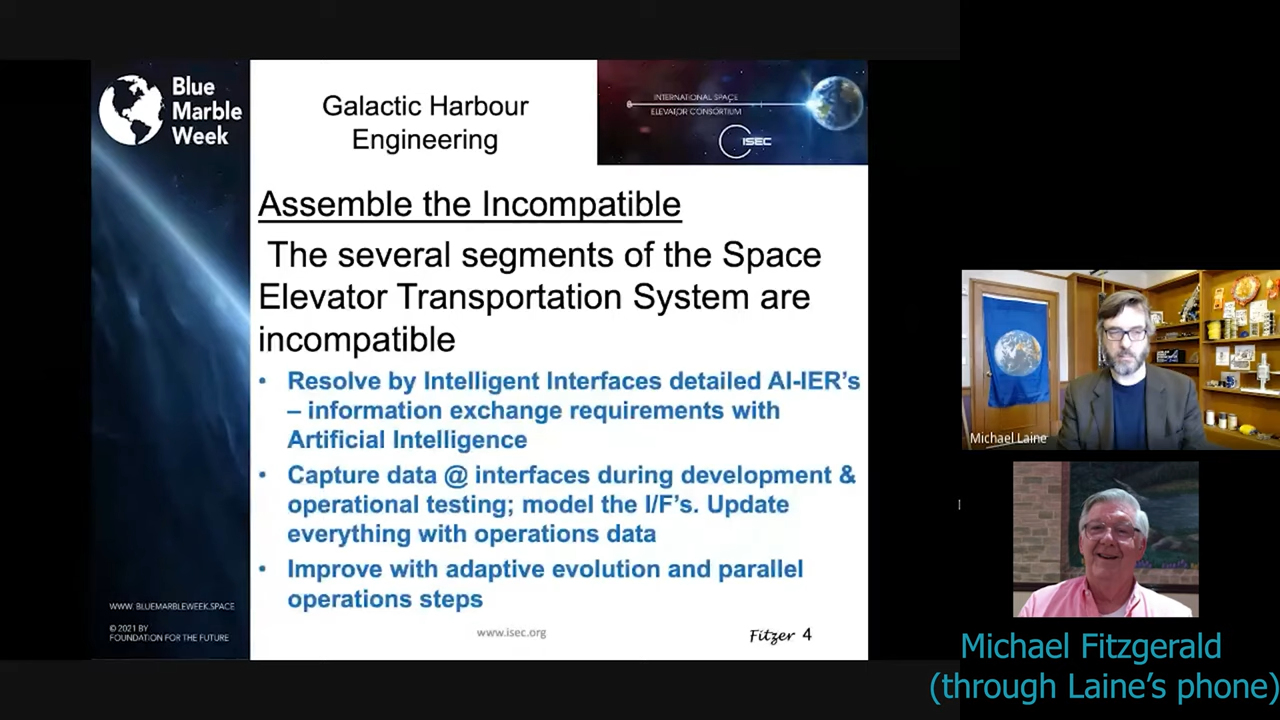 Blue
Marble
Week
Galactic Harbour
Engineering
INTERNATIONAL SPACE
ELEVATOR CONSORTIUM
ISEC
Assemble the Incompatible
The several segments of the Space
Elevator Transportation System are
incompatible
• Resolve by Intelligent Interfaces detailed AI-IER’s
– information exchange requirements with
Artificial Intelligence
• Capture data @ interfaces during development &
operational testing; model the I/F’s. Update
everything with operations data
• Improve with adaptive evolution and parallel
operations steps
WWW. BLUEMARBLEWEEK.SPACE
© 2021 BY
FOUNDATION FOR THE FUTURE
www.isec.org
Fitzer 4
Michael Laine
Michael Fitzgerald
(through Laine’s phone)